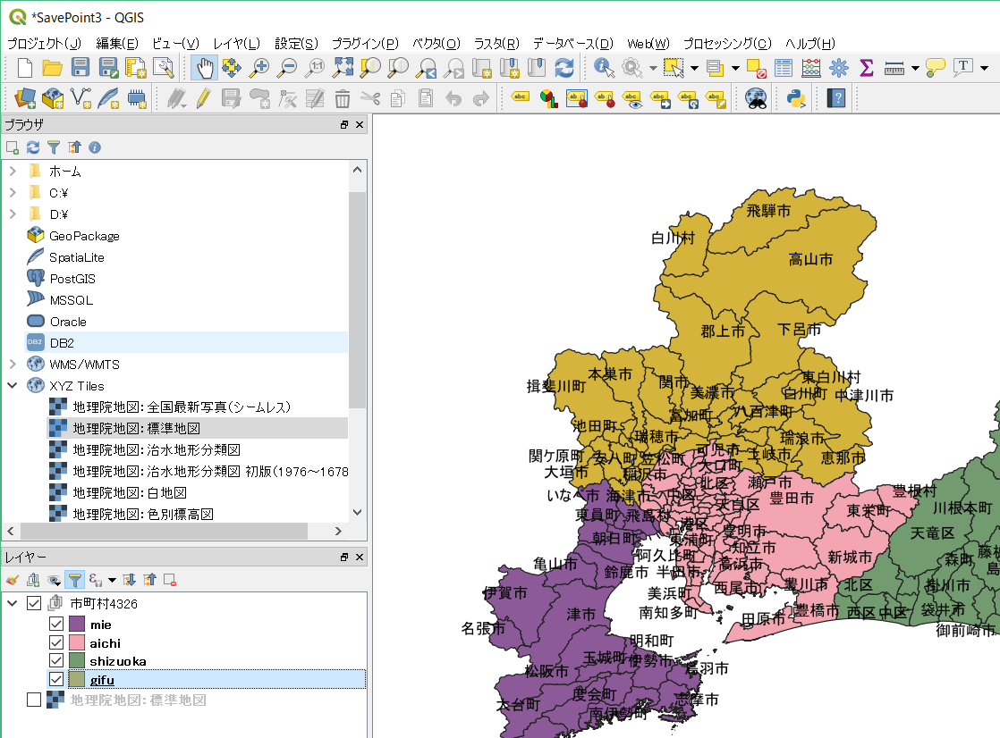 *SavePoint3 - QGIS
プロジェクト(J) 編集(E) ビュー(V) レイヤ(L) 設定(S) プラグイン(P) ベクタ(O) ラスタ(R) データベース(D) Web(W) プロセッシング(C) ヘルプ(H)
ブラウザ
ホーム
C:¥
D:¥
GeoPackage
SpatiaLite
PostGIS
MSSQL
Oracle
DB2
WMS/WMTS
XYZ Tiles
地理院地図: 全国最新写真(シームレス)
地理院地図: 標準地図
地理院地図: 治水地形分類図
地理院地図: 治水地形分類図 初版(1976〜1678
地理院地図: 白地図
地理院地図: 色別標高図
レイヤー
市町村4326
mie
aichi
shizuoka
gifu
地理院地図: 標準地図
飛騨市
白川村
高山市
郡上市
下呂市
本巣市
揖斐川町
関市
美濃市
東白川村
白川町
中津川市
富加町
八百津町
池田町
瑞穂市
瑞浪市
関ケ原町
安八町
笠松町
可児市
土岐市
恵那市
大垣市
稲沢市
大口町
北区
瀬戸市
いなべ市
海津市
中区
豊田市
豊根村
東員町
飛島村
港区
天白区
東栄町
川根本町
朝日町
東浦町
豊明市
天竜区
阿久比町
知立市
新城市
森町
亀山市
鈴鹿市
半田市
高浜市
伊賀市
美浜町
西尾市
豊川市
北区
掛川市
津市
南知多町
田原市
豊橋市
西区
中区
袋井市
名張市
御前崎市
明和町
玉城町
伊勢市
鳥羽市
松阪市
度会町
志摩市
大台町
南伊勢町